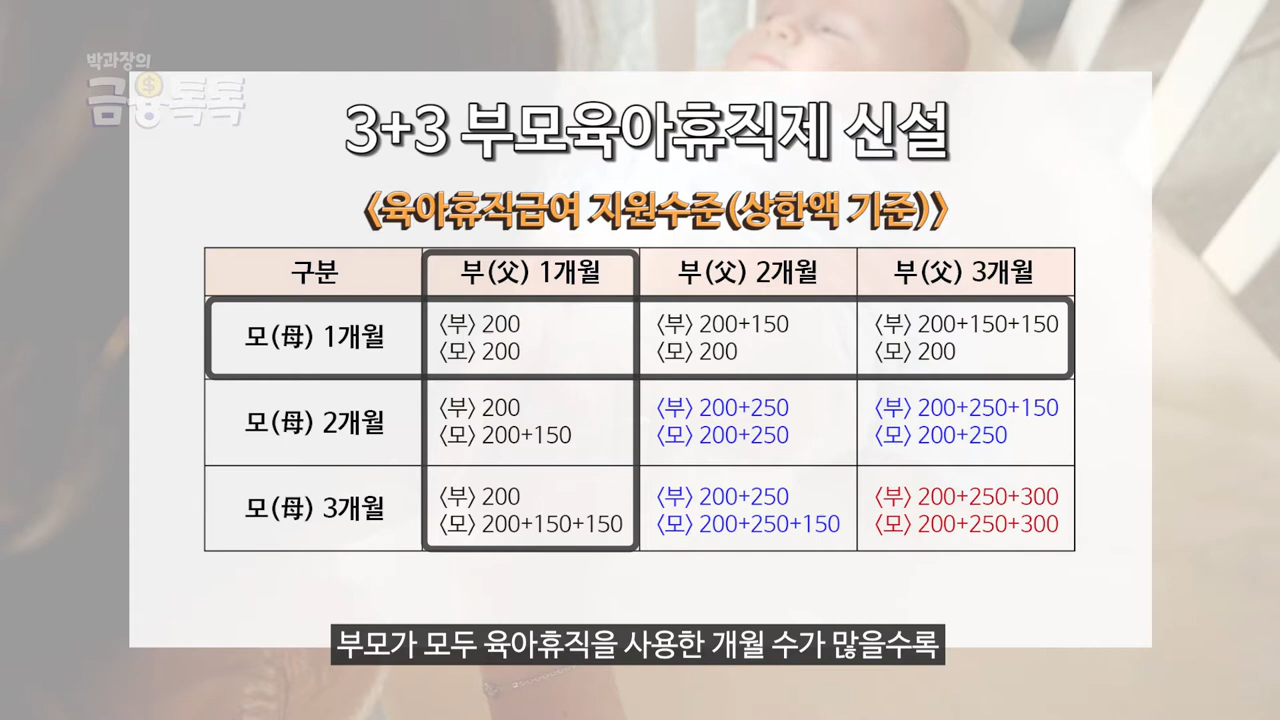 박과장의
금융톡톡
3+3 부모육아휴직제 신설
〈육아휴직급여 지원수준(상한액 기준)〉
구분 부(父) 1개월 부(父) 2개월 부(父) 3개월
모(母) 1개월
〈부〉 200
〈모〉 200
〈부〉 200+150
〈모〉 200
〈부〉 200+150+150
〈모〉 200
모(母) 2개월
〈부〉 200
〈모〉 200+150
〈부〉 200+250
〈모〉 200+250
〈부〉 200+250+150
〈모〉 200+250
모(母) 3개월
〈부〉 200
〈모〉 200+150+150
〈부〉 200+250
〈모〉 200+250+150
〈부〉 200+250+300
〈모〉 200+250+300
부모가 모두 육아휴직을 사용한 개월 수가 많을수록